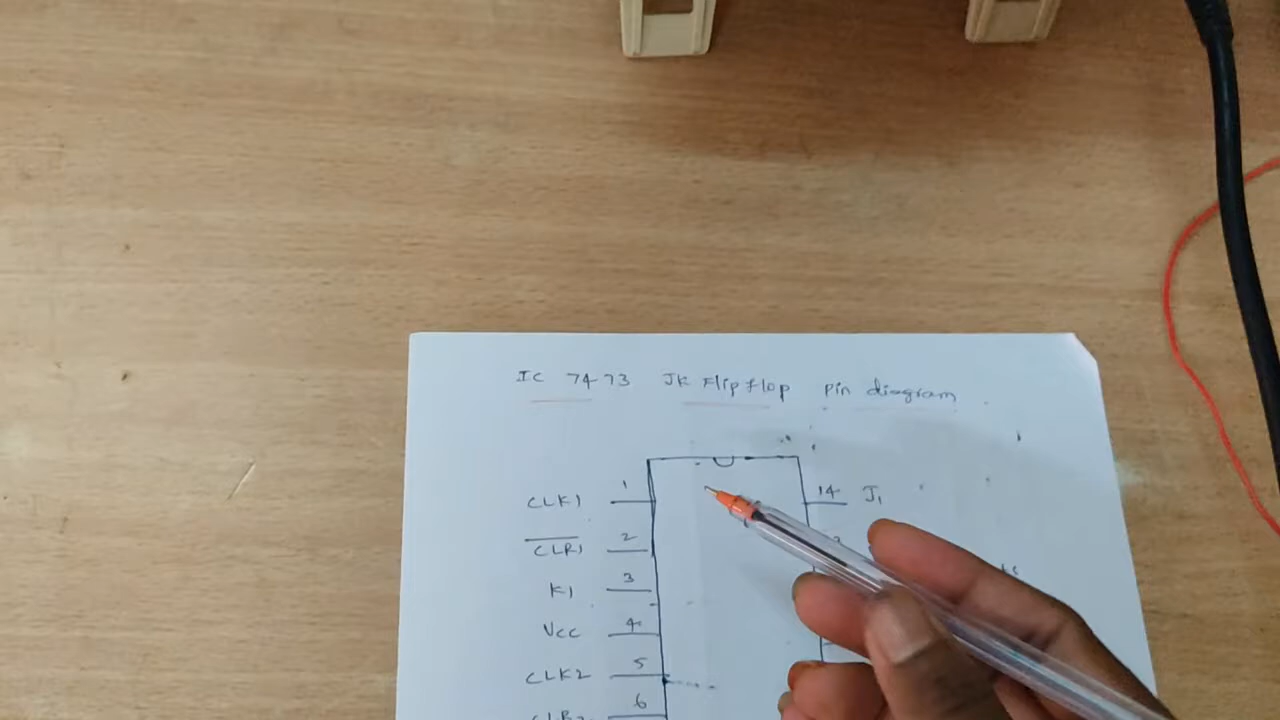 IC 7473 JK Flip flop pin diagram
CLK1 1 14 J1
CLR1 2
K1 3
Vcc 4
CLK2 5
6